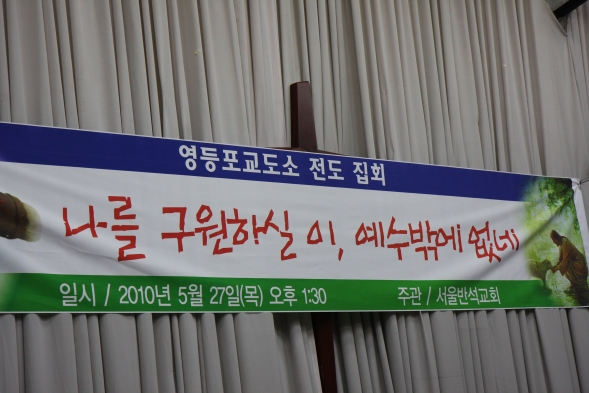 영등포교도소 전도 집회
나를 구원하실 이, 예수밖에 없네
일시 / 2010년 5월 27일(목) 오후 1:30 주관 / 서울반석교회